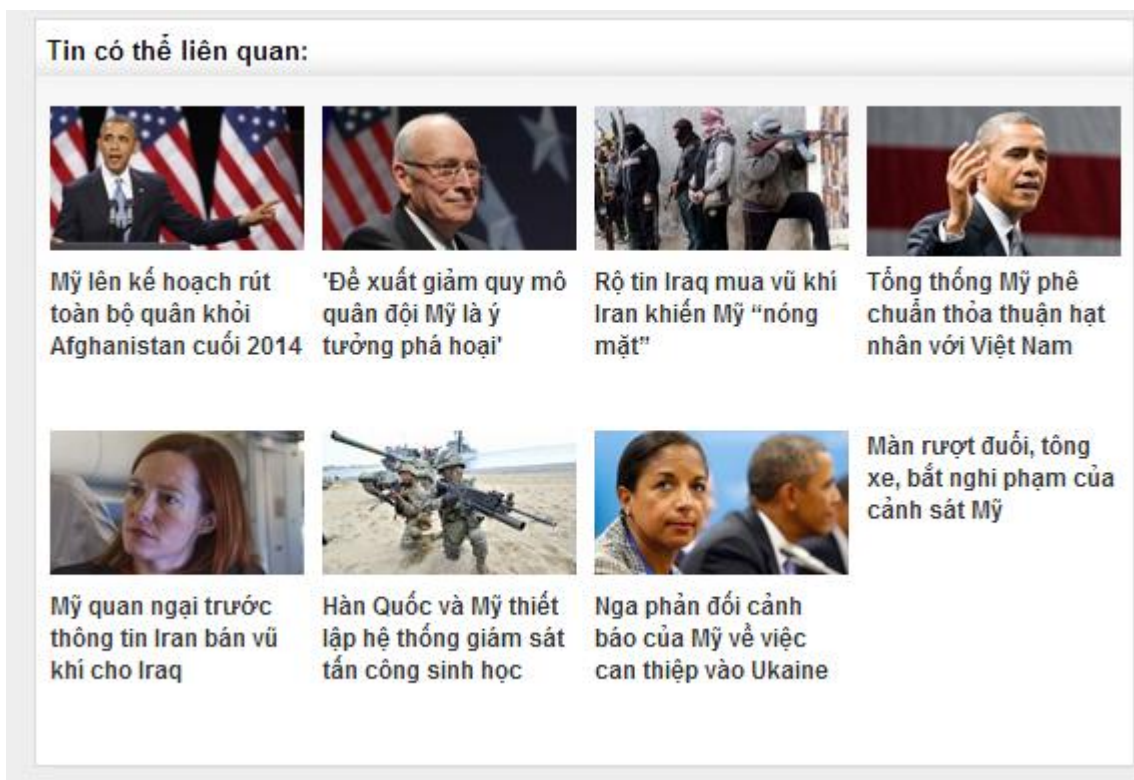 Tin có thể liên quan:
Mỹ lên kế hoạch rút
toàn bộ quân khỏi
Afghanistan cuối 2014
'Đề xuất giảm quy mô
quân đội Mỹ là ý
tưởng phá hoại'
Rộ tin Iraq mua vũ khí
Iran khiến Mỹ “nóng
mặt”
Tổng thống Mỹ phê
chuẩn thỏa thuận hạt
nhân với Việt Nam
Mỹ quan ngại trước
thông tin Iran bán vũ
khí cho Iraq
Hàn Quốc và Mỹ thiết
lập hệ thống giám sát
tấn công sinh học
Nga phản đối cảnh
báo của Mỹ về việc
can thiệp vào Ukaine
Màn rượt đuổi, tông
xe, bắt nghi phạm của
cảnh sát Mỹ